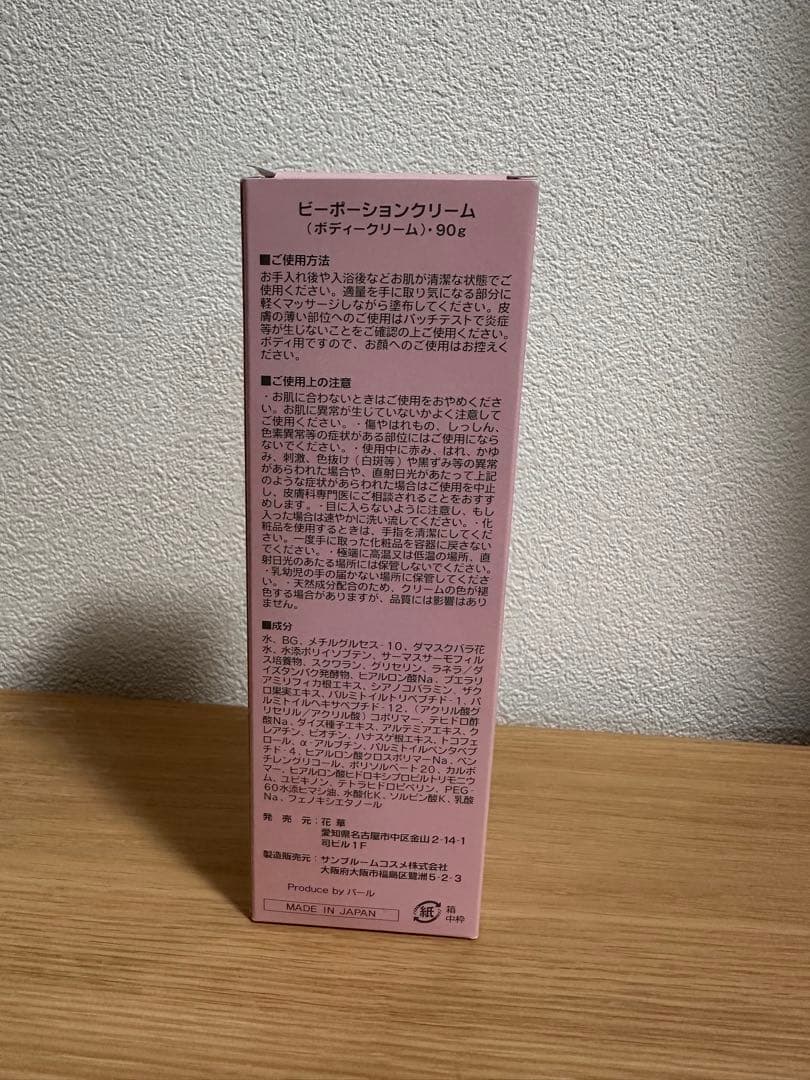 ビーポーションクリーム
（ボディークリーム）・90g
■ご使用方法
お手入れ後や入浴後などお肌が清潔な状態でご
使用ください。適量を手に取り気になる部分に
軽くマッサージしながら塗布してください。皮
膚の薄い部位へのご使用はパッチテストで炎症
等が生じないことをご確認の上ご使用ください。
ボディ用ですので、お顔へのご使用はお控えく
ださい。
■ご使用上の注意
・お肌に合わないときはご使用をおやめくださ
い。お肌に異常が生じていないかよく注意して
ご使用ください。・傷やはれもの、しっしん、
色素異常等の症状がある部位にはご使用になら
ないでください。・使用中に赤み、はれ、かゆ
み、刺激、色抜け（白斑等）や黒ずみ等の異常
があらわれた場合や、直射日光があたって上記
のような症状があらわれた場合はご使用を中止
し、皮膚科専門医にご相談されることをおすす
めします。・目に入らないように注意し、もし
入った場合は速やかに洗い流してください。・化
粧品を使用するときは、手指を清潔にしてくだ
さい。一度手に取った化粧品を容器に戻さない
でください。・極端に高温又は低温の場所、直
射日光のあたる場所には保管しないでください。
・乳幼児の手の届かない場所に保管してくださ
い。・天然成分配合のため、クリームの色が褪
色する場合がありますが、品質には影響はあり
ません。
■成分
水、BG、メチルグルセス-10、ダマスクバラ花
水、水添ポリイソブテン、サーマスサーモフィル
ス培養物、スクワラン、グリセリン、ラネラ/ダ
イズタンパク発酵物、ヒアルロン酸Na、プエラリ
アミリフィカ根エキス、シアノコバラミン、ザク
ロ果実エキス、パルミトイルトリペプチド-1、パ
ルミトイルヘキサペプチド-12、（アクリル酸グ
リセリル/アクリル酸）コポリマー、デヒドロ酢
酸Na、ダイズ種子エキス、アルテミアエキス、ク
レアチン、ビオチン、ハナスゲ根エキス、トコフェ
ロール、α-アルブチン、パルミトイルペンタペプ
チド-4、ヒアルロン酸クロスポリマーNa、ペン
チレングリコール、ポリソルベート20、カルボ
マー、ヒアルロン酸ヒドロキシプロピルトリモニウ
ム、ユビキノン、テトラヒドロピペリン、PEG-
60水添ヒマシ油、水酸化K、ソルビン酸K、乳酸
Na、フェノキシエタノール
発売元：花華
愛知県名古屋市中区金山2-14-1
司ビル1F
製造販売元：サンブルームコスメ株式会社
大阪府大阪市福島区鷺洲5-2-3
Produce by パール
MADE IN JAPAN
紙
箱
中枠